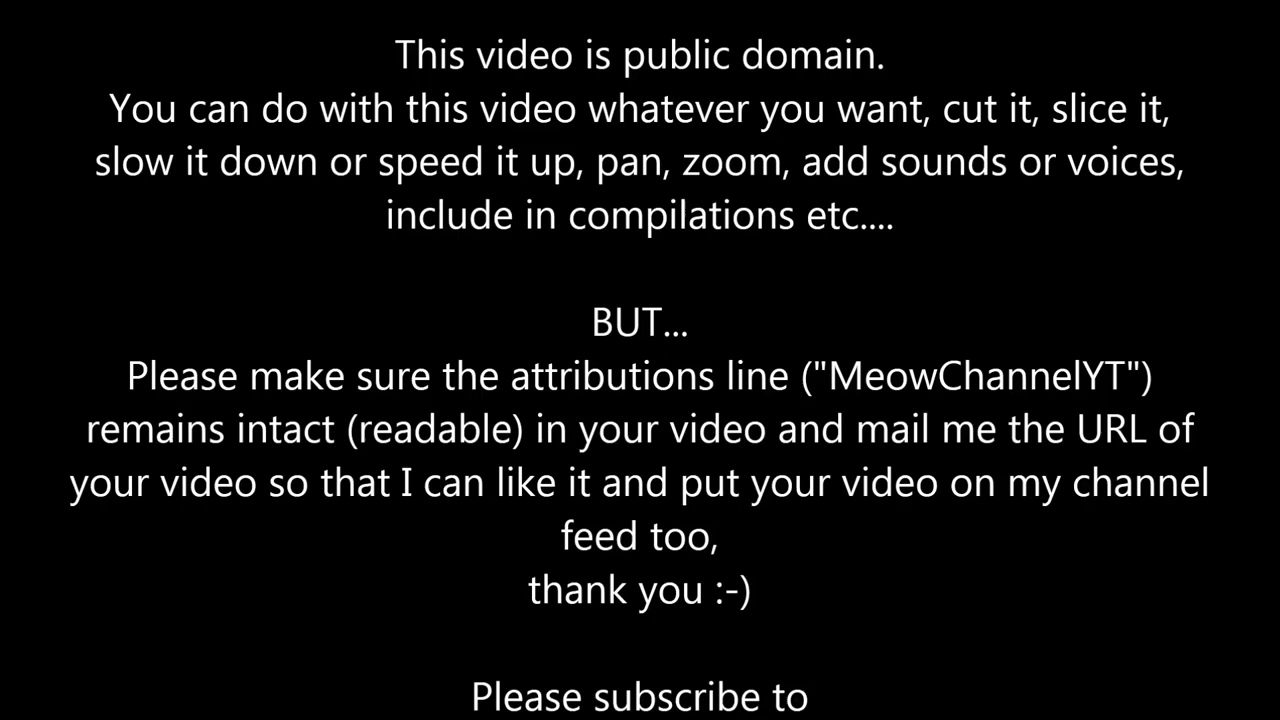 This video is public domain.
You can do with this video whatever you want, cut it, slice it,
slow it down or speed it up, pan, zoom, add sounds or voices,
include in compilations etc....
BUT...
Please make sure the attributions line ("MeowChannelYT")
remains intact (readable) in your video and mail me the URL of
your video so that I can like it and put your video on my channel
feed too,
thank you :-)
Please subscribe to